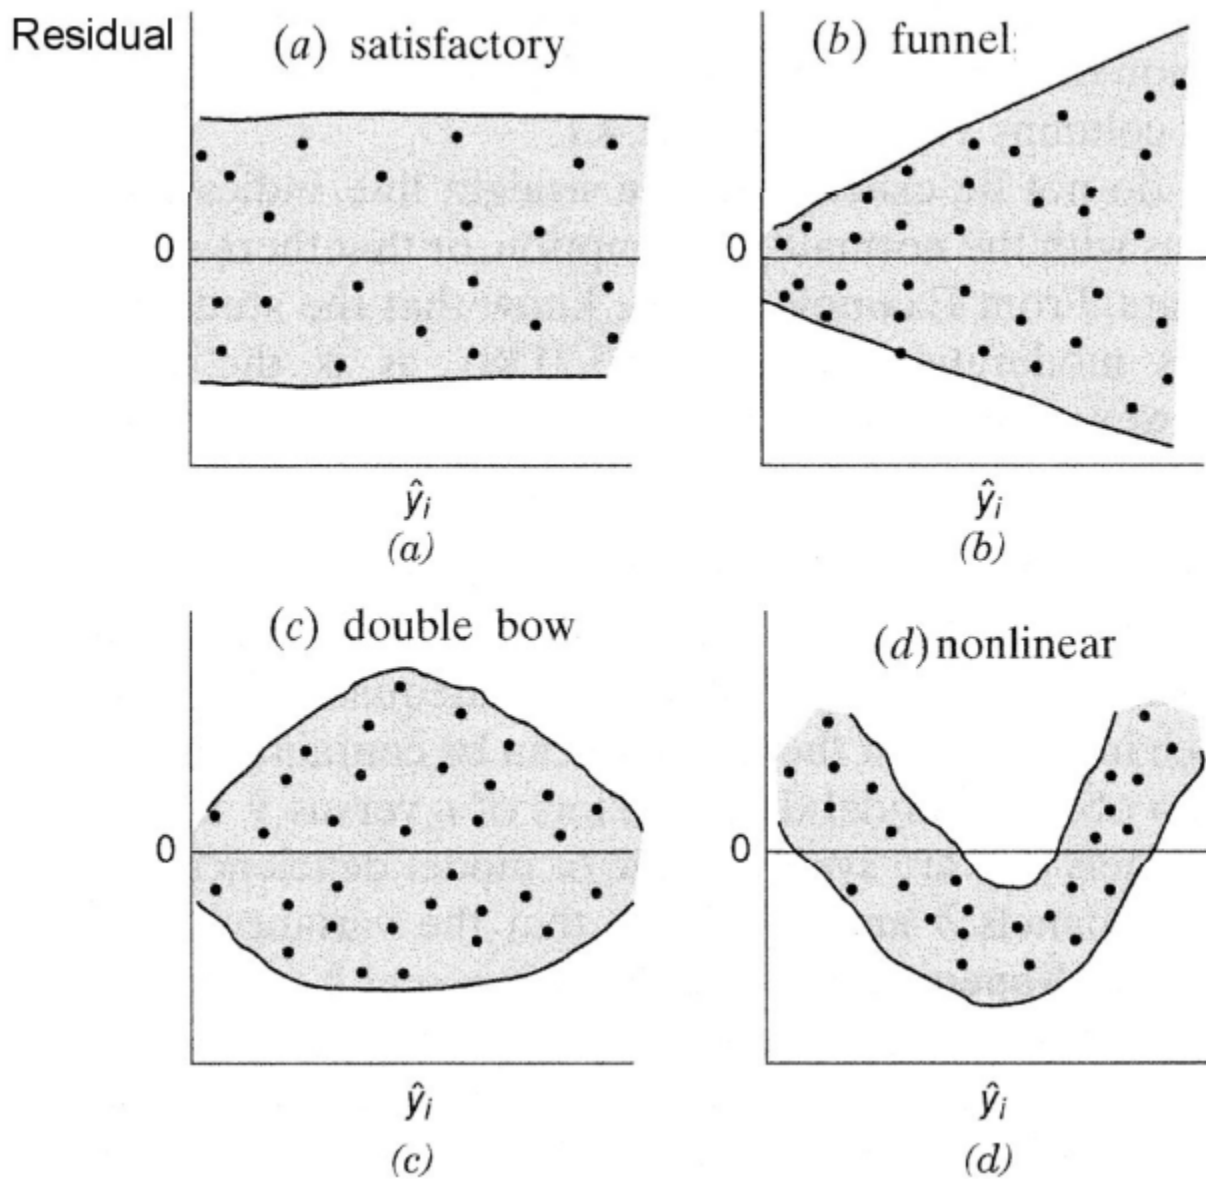 Residual
(a) satisfactory
0
ŷᵢ
(a)
(b) funnel
0
ŷᵢ
(b)
(c) double bow
0
ŷᵢ
(c)
(d) nonlinear
0
ŷᵢ
(d)